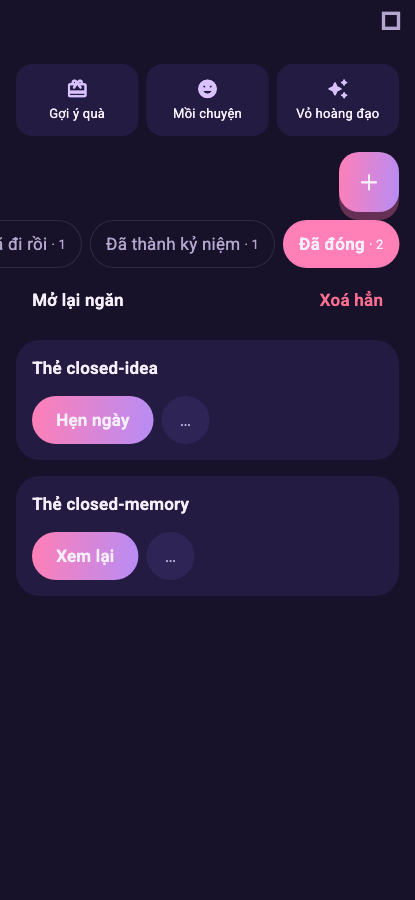 Gợi ý quà
Mồi chuyện
Vỏ hoàng đạo
đi rồi · 1
Đã thành kỷ niệm · 1
Đã đóng · 2
Mở lại ngăn
Xoá hẳn
Thẻ closed-idea
Hẹn ngày
...
Thẻ closed-memory
Xem lại
...